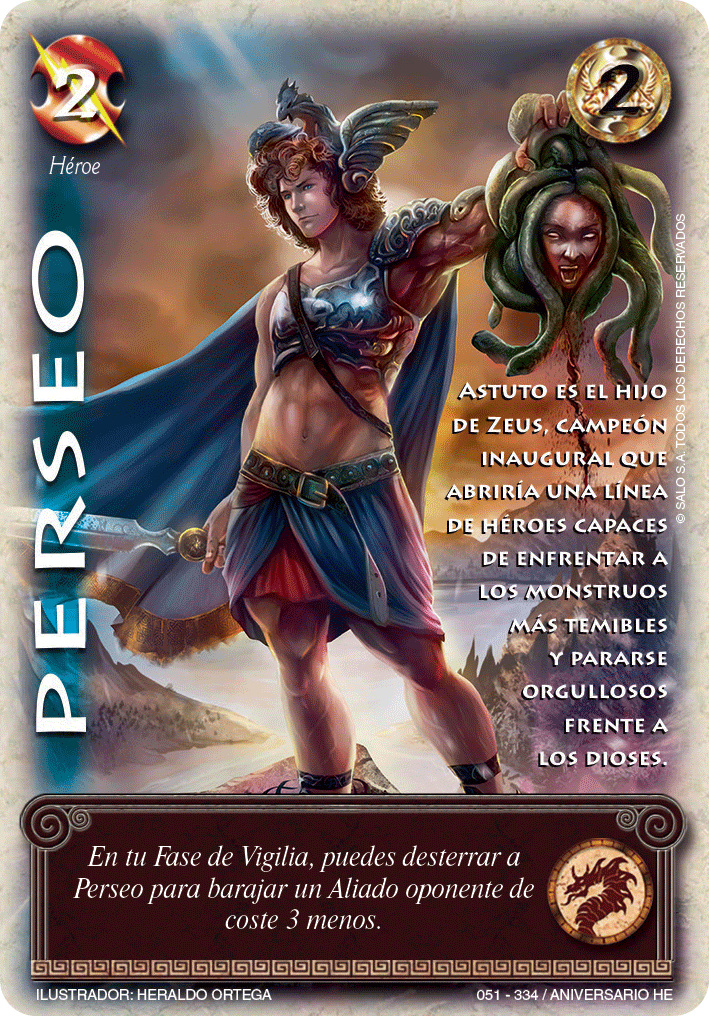 2
2
Héroe
PERSEO
ASTUTO ES EL HIJO
DE ZEUS, CAMPEÓN
INAUGURAL QUE
ABRIRÍA UNA LÍNEA
DE HÉROES CAPACES
DE ENFRENTAR A
LOS MONSTRUOS
MÁS TEMIBLES
Y PARARSE
ORGULLOSOS
FRENTE A
LOS DIOSES.
© SALO S.A. TODOS LOS DERECHOS RESERVADOS
En tu Fase de Vigilia, puedes desterrar a
Perseo para barajar un Aliado oponente de
coste 3 menos.
ILUSTRADOR: HERALDO ORTEGA
051 - 334 / ANIVERSARIO HE